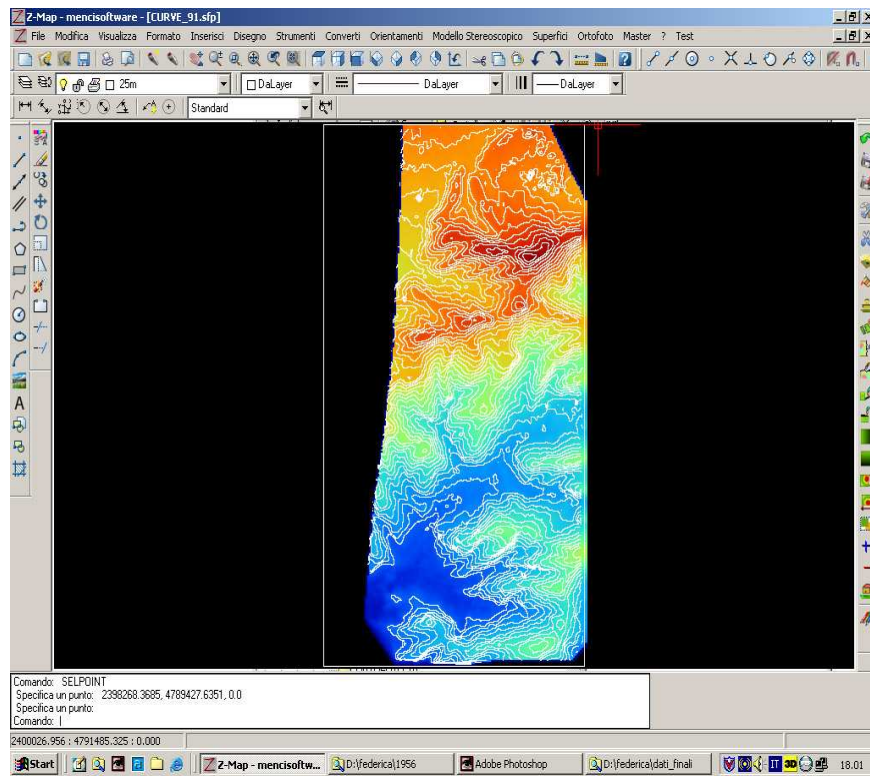 Z-Map - mencisoftware - [CURVE_91.sfp]
File Modifica Visualizza Formato Inserisci Disegno Strumenti Converti Orientamenti Modello Stereoscopico Superfici Ortofoto Master ? Test
25m DaLayer DaLayer DaLayer
Standard
A
Comando: SELPOINT
Specifica un punto: 2398268.3685, 4789427.6351, 0.0
Specifica un punto:
Comando:
2400026.956 : 4791485.325 : 0.000
Start Z-Map - mencisoftw... D:\federica\1956 Adobe Photoshop D:\federica\dati_finali IT 3D 18.01